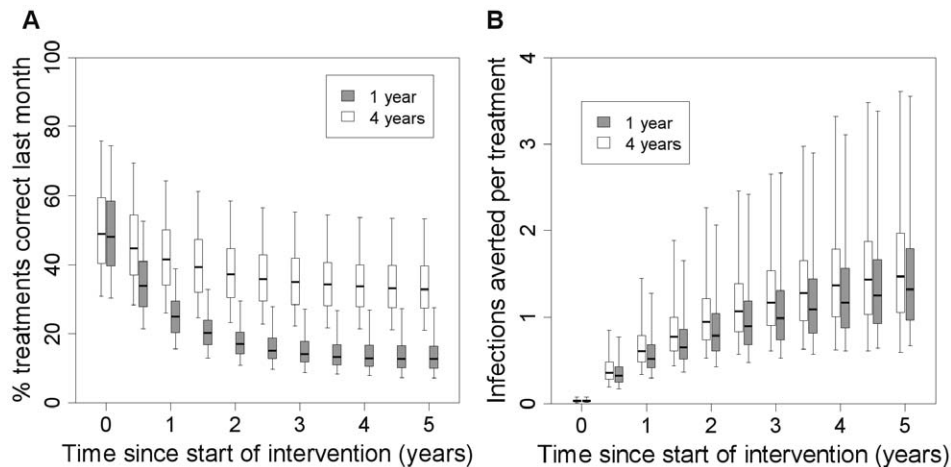 A
% treatments correct last month
100
80
60
40
20
0
1 year
4 years
0 1 2 3 4 5
Time since start of intervention (years)
B
Infections averted per treatment
4
3
2
1
0
1 year
4 years
0 1 2 3 4 5
Time since start of intervention (years)